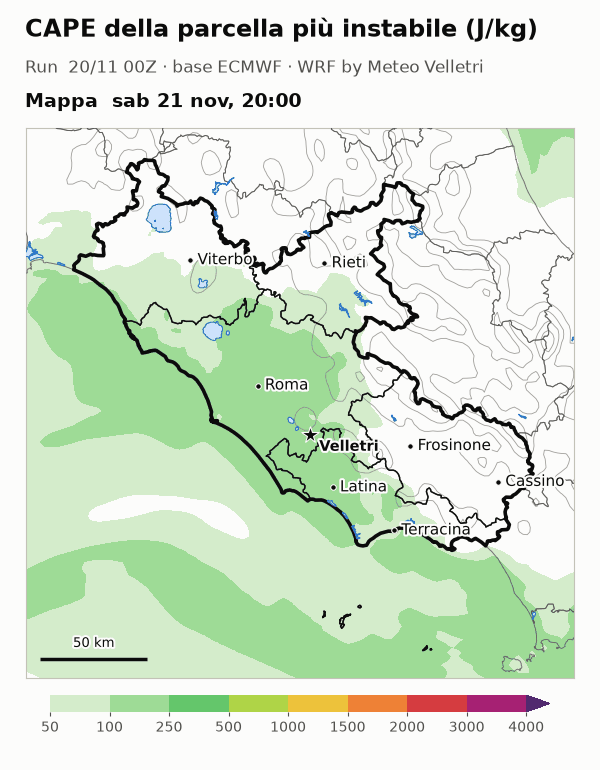 CAPE della parcella più instabile (J/kg)
Run 20/11 00Z · base ECMWF · WRF by Meteo Velletri
Mappa sab 21 nov, 20:00
Viterbo
Rieti
Roma
Velletri
Frosinone
Latina
Cassino
Terracina
50 km
50 100 250 500 1000 1500 2000 3000 4000